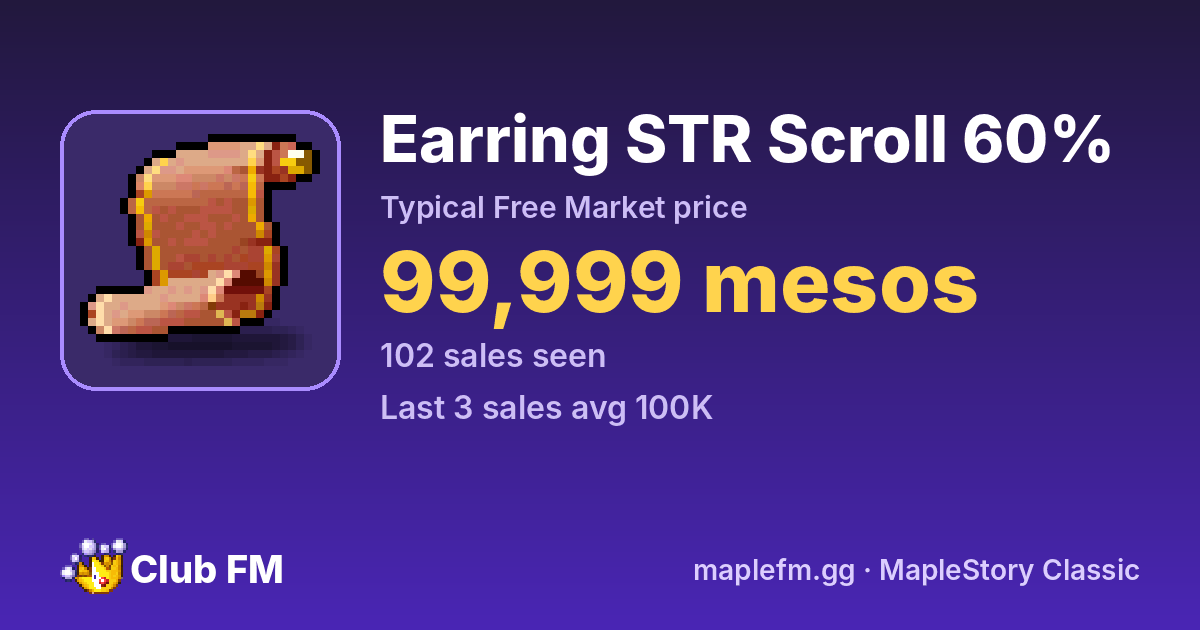 Earring STR Scroll 60%
Typical Free Market price
99,999 mesos
102 sales seen
Last 3 sales avg 100K
Club FM
maplefm.gg · MapleStory Classic